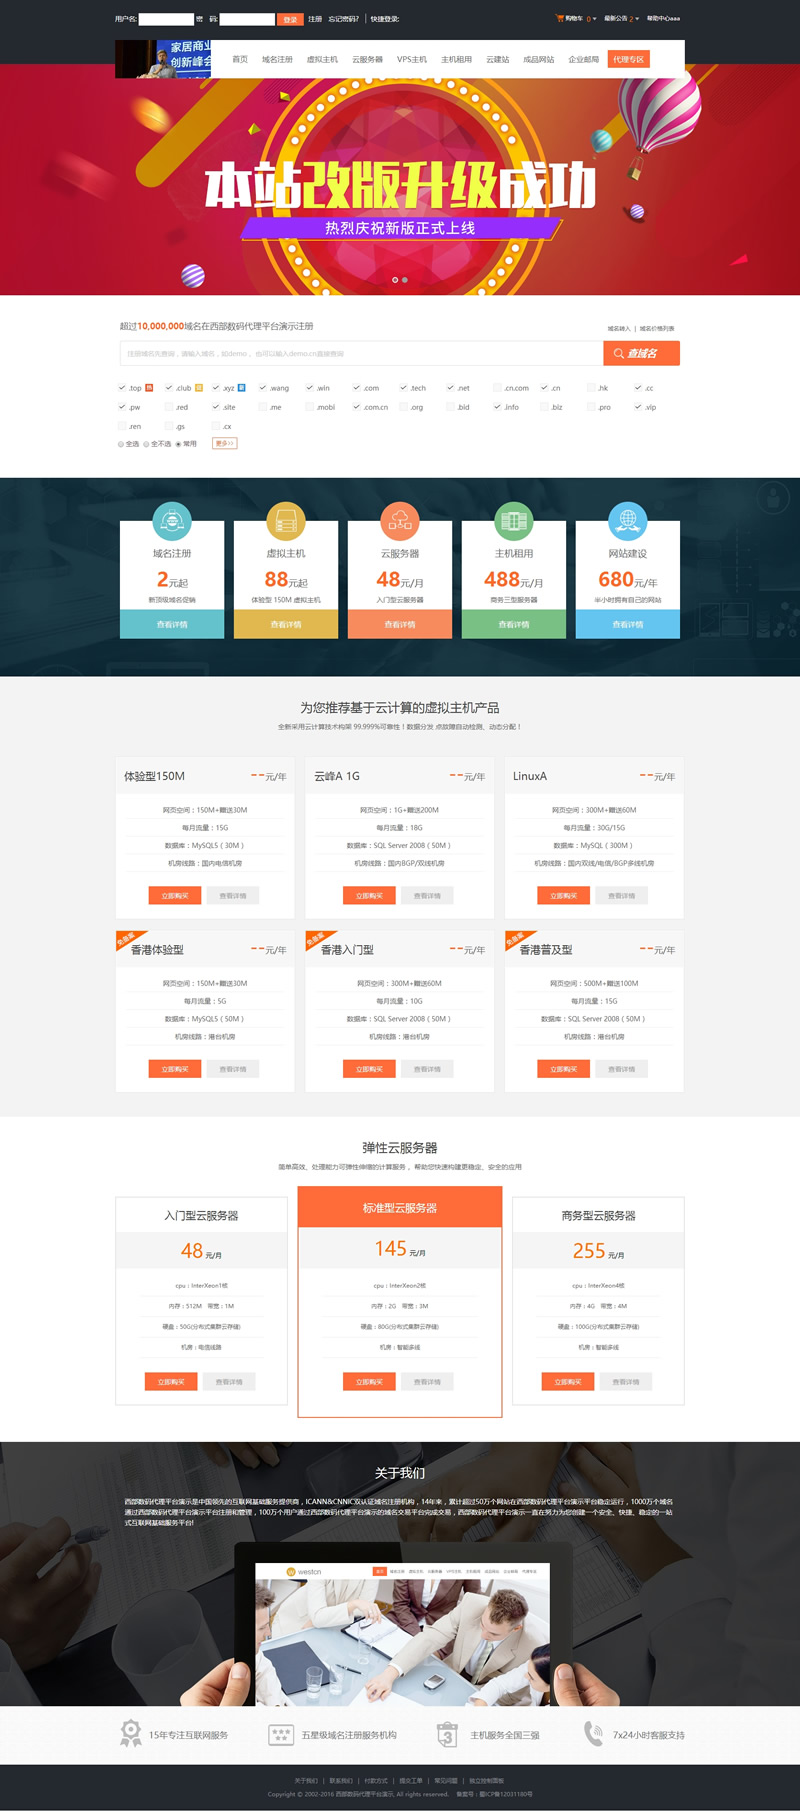 用户名: 密 码: 登录 注册 忘记密码? 快捷登录:
购物车 0 最新公告 2 帮助中心aaa
家居商业
创新峰会
首页 域名注册 虚拟主机 云服务器 VPS主机 主机租用 云建站 成品网站 企业邮局 代理专区
本站改版升级成功
热烈庆祝新版正式上线
超过10,000,000域名在西部数码代理平台演示注册
域名转入 | 域名价格列表
注册域名先查询，请输入域名，如demo， 也可以输入demo.cn直接查询
查域名
.top 热 .club .xyz .wang .win .com .tech .net .cn.com .cn .hk .cc
.pw .red .site .me .mobi .com.cn .org .bid .info .biz .pro .vip
.ren .gs .cx
全选 全不选 常用 更多>>
域名注册 虚拟主机 云服务器 主机租用 网站建设
2元起 88元起 48元/月 488元/月 680元/年
新顶级域名促销 体验型 150M 虚拟主机 入门型云服务器 商务三型服务器 半小时拥有自己的网站
查看详情 查看详情 查看详情 查看详情 查看详情
为您推荐基于云计算的虚拟主机产品
全新采用云计算技术构架 99.999%可靠性！数据分发 点故障自动检测、动态分配！
体验型150M --元/年 云峰A 1G --元/年 LinuxA --元/年
网页空间：150M+赠送30M 网页空间：1G+赠送200M 网页空间：300M+赠送60M
每月流量：15G 每月流量：18G 每月流量：30G/15G
数据库：MySQL5（30M） 数据库：SQL Server 2008（50M） 数据库：MySQL（300M）
机房线路：国内电信机房 机房线路：国内BGP/双线机房 机房线路：国内双线/电信/BGP多线机房
立即购买 查看详情 立即购买 查看详情 立即购买 查看详情
免备案 香港体验型 --元/年 免备案 香港入门型 --元/年 免备案 香港普及型 --元/年
网页空间：150M+赠送30M 网页空间：300M+赠送60M 网页空间：500M+赠送100M
每月流量：5G 每月流量：10G 每月流量：15G
数据库：MySQL5（50M） 数据库：SQL Server 2008（50M） 数据库：SQL Server 2008（50M）
机房线路：港台机房 机房线路：港台机房 机房线路：港台机房
立即购买 查看详情 立即购买 查看详情 立即购买 查看详情
弹性云服务器
简单高效、处理能力可弹性伸缩的计算服务，帮助您快速构建更稳定、安全的应用
入门型云服务器 标准型云服务器 商务型云服务器
48 元/月 145 元/月 255 元/月
cpu：InterXeon1核 cpu：InterXeon2核 cpu：InterXeon4核
内存：512M 带宽：1M 内存：2G 带宽：3M 内存：4G 带宽：4M
硬盘：50G(分布式集群云存储) 硬盘：80G(分布式集群云存储) 硬盘：100G(分布式集群云存储)
机房：电信线路 机房：智能多线 机房：智能多线
立即购买 查看详情 立即购买 查看详情 立即购买 查看详情
关于我们
西部数码代理平台演示是中国领先的互联网基础服务提供商，ICANN&CNNIC双认证域名注册机构，14年来，累计超过50万个网站在西部数码代理平台演示平台稳定运行，1000万个域名
通过西部数码代理平台演示平台注册和管理，100万个用户通过西部数码代理平台演示的域名交易平台完成交易，西部数码代理平台演示一直在努力为您创建一个安全、快捷、稳定的一站
式互联网基础服务平台!
westcn 首页 域名注册 虚拟主机 云服务器 VPS主机 主机租用 成品网站 企业邮局 代理专区
15年专注互联网服务 五星级域名注册服务机构 3 主机服务全国三强 7x24小时客服支持
关于我们 | 联系我们 | 付款方式 | 提交工单 | 常见问题 | 独立控制面板
Copyright © 2002-2016 西部数码代理平台演示, All rights reserved. 备案号：蜀ICP备12031180号